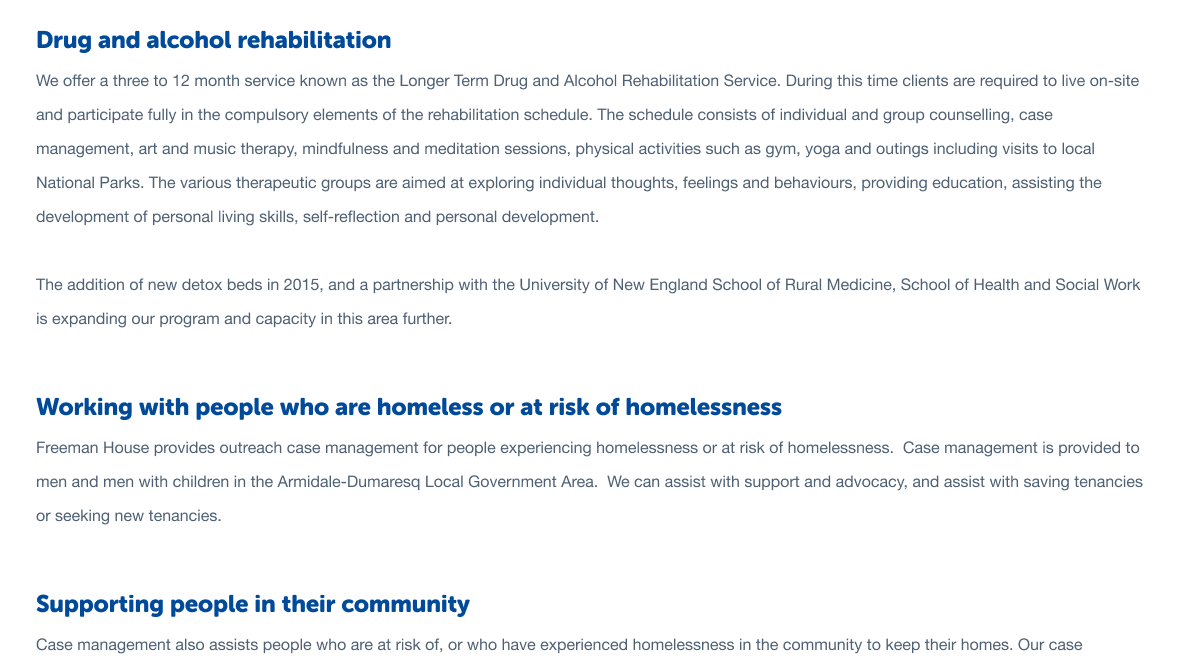 Drug and alcohol rehabilitation
We offer a three to 12 month service known as the Longer Term Drug and Alcohol Rehabilitation Service. During this time clients are required to live on-site
and participate fully in the compulsory elements of the rehabilitation schedule. The schedule consists of individual and group counselling, case
management, art and music therapy, mindfulness and meditation sessions, physical activities such as gym, yoga and outings including visits to local
National Parks. The various therapeutic groups are aimed at exploring individual thoughts, feelings and behaviours, providing education, assisting the
development of personal living skills, self-reflection and personal development.
The addition of new detox beds in 2015, and a partnership with the University of New England School of Rural Medicine, School of Health and Social Work
is expanding our program and capacity in this area further.
Working with people who are homeless or at risk of homelessness
Freeman House provides outreach case management for people experiencing homelessness or at risk of homelessness.  Case management is provided to
men and men with children in the Armidale-Dumaresq Local Government Area.  We can assist with support and advocacy, and assist with saving tenancies
or seeking new tenancies.
Supporting people in their community
Case management also assists people who are at risk of, or who have experienced homelessness in the community to keep their homes. Our case